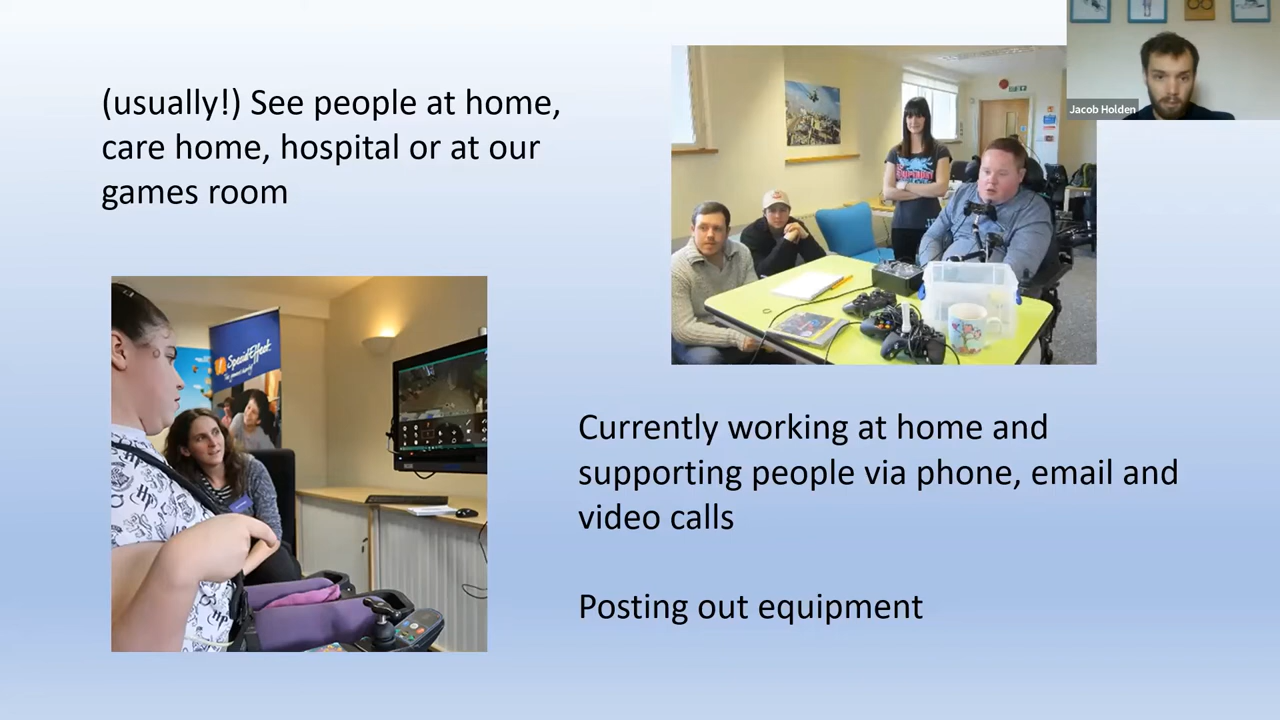 (usually!) See people at home,
care home, hospital or at our
games room
Jacob Holden
SpecialEffect
Currently working at home and
supporting people via phone, email and
video calls
Posting out equipment